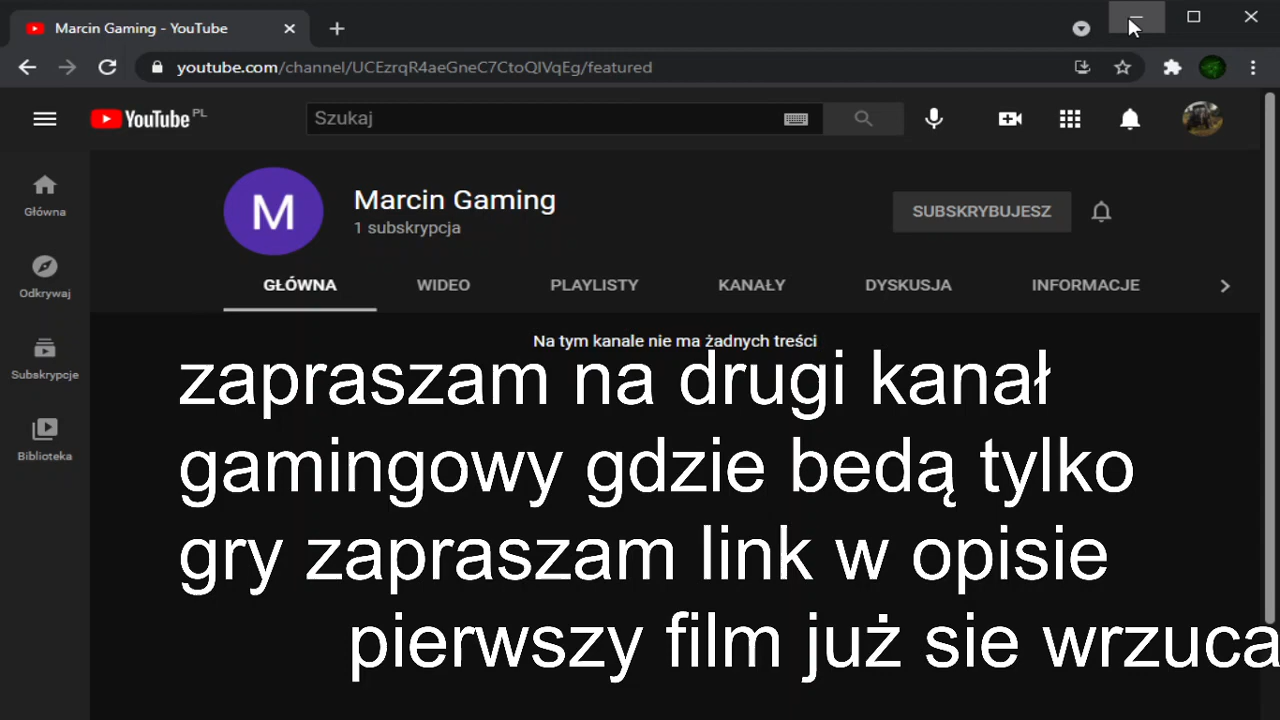 Marcin Gaming - YouTube
youtube.com/channel/UCEzrqR4aeGneC7CtoQIVqEg/featured
YouTube PL
Szukaj
Główna
Odkrywaj
Subskrypcje
Biblioteka
M
Marcin Gaming
1 subskrypcja
SUBSKRYBUJESZ
GŁÓWNA WIDEO PLAYLISTY KANAŁY DYSKUSJA INFORMACJE
Na tym kanale nie ma żadnych treści
zapraszam na drugi kanał
gamingowy gdzie bedą tylko
gry zapraszam link w opisie
pierwszy film już sie wrzuca